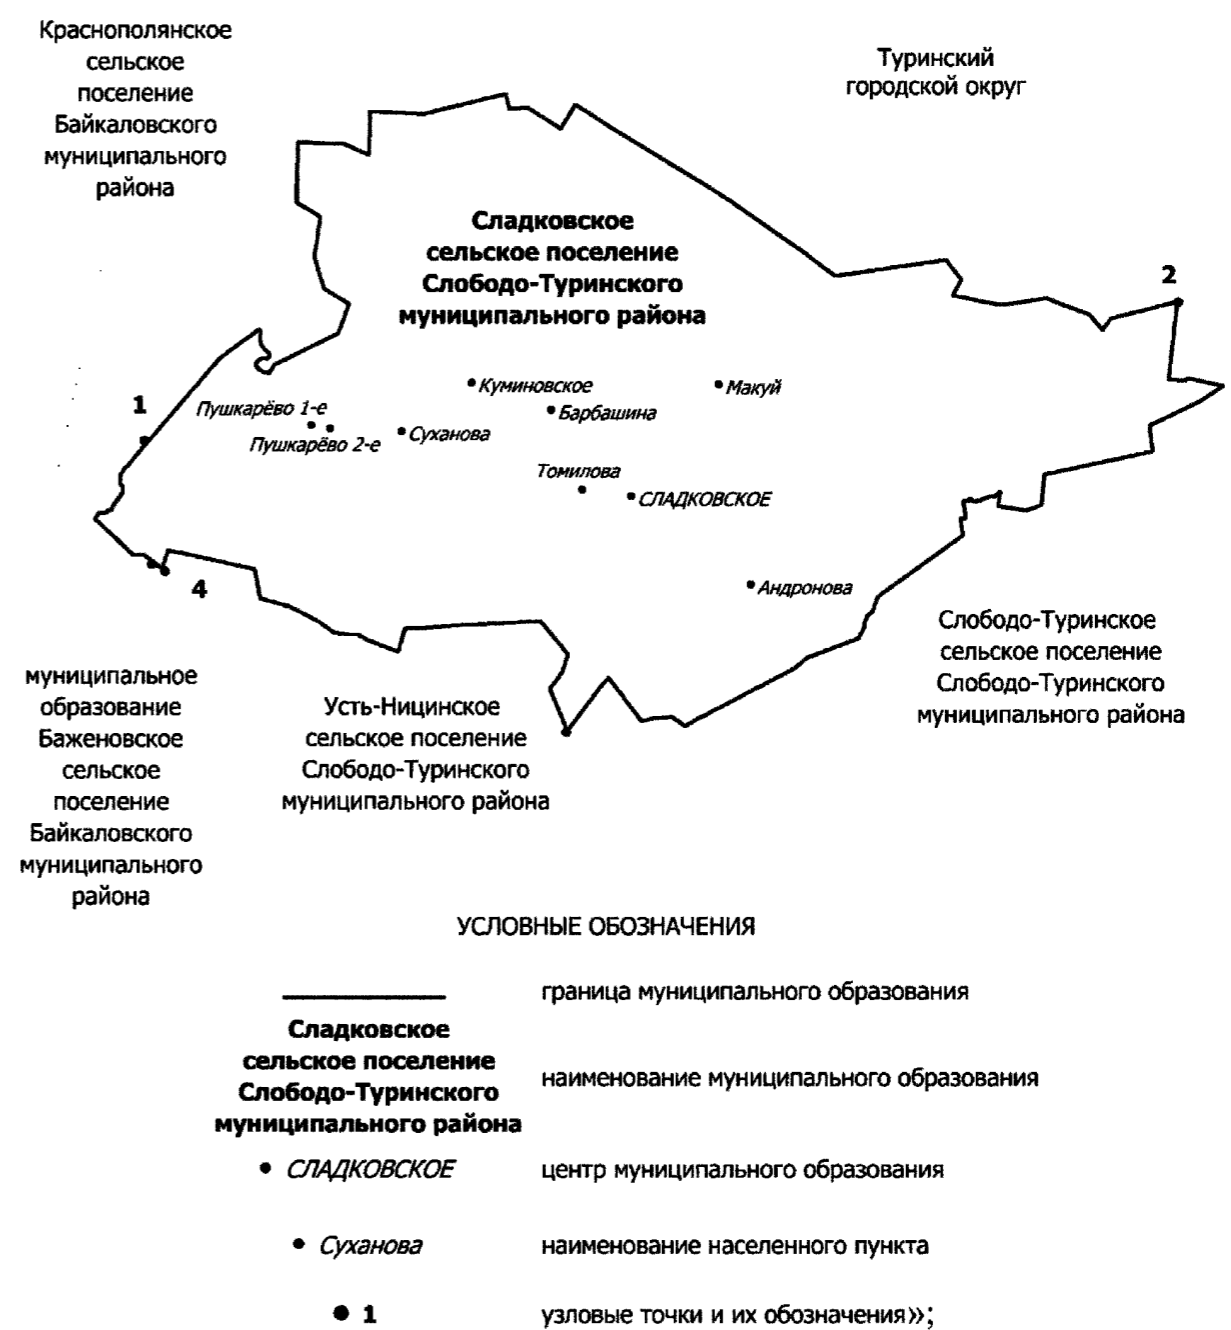 Краснополянское
сельское
поселение
Байкаловского
муниципального
района
Туринский
городской округ
Сладковское
сельское поселение
Слободо-Туринского
муниципального района
2
1
Куминовское
Макуй
Пушкарёво 1-е
Барбашина
Пушкарёво 2-е
Суханова
Томилова
СЛАДКОВСКОЕ
4
Андронова
Слободо-Туринское
сельское поселение
Слободо-Туринского
муниципального района
муниципальное
образование
Баженовское
сельское
поселение
Байкаловского
муниципального
района
Усть-Ницинское
сельское поселение
Слободо-Туринского
муниципального района
УСЛОВНЫЕ ОБОЗНАЧЕНИЯ
граница муниципального образования
Сладковское
сельское поселение
Слободо-Туринского
муниципального района
наименование муниципального образования
СЛАДКОВСКОЕ
центр муниципального образования
Суханова
наименование населенного пункта
1
узловые точки и их обозначения»;